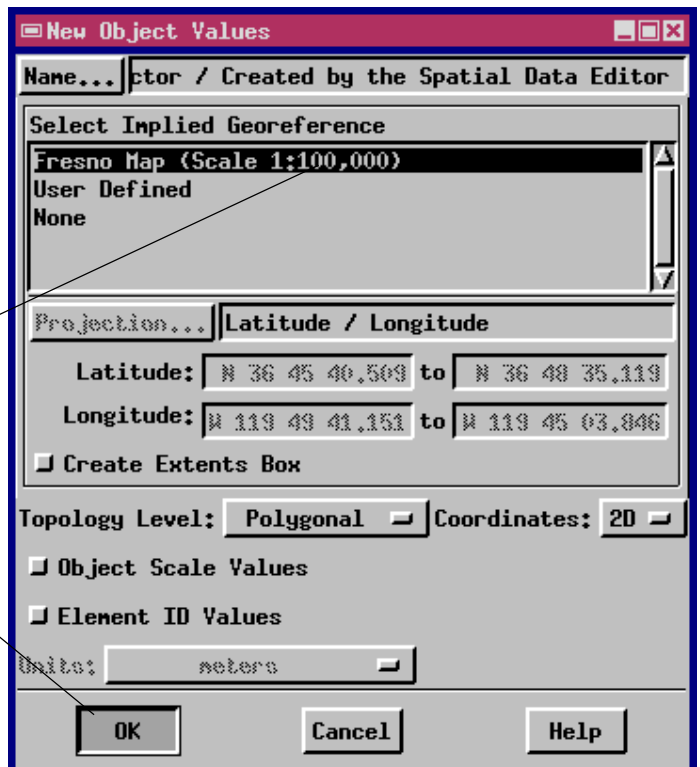 New Object Values
Name... ctor / Created by the Spatial Data Editor
Select Implied Georeference
Fresno Map (Scale 1:100,000)
User Defined
None
Projection... Latitude / Longitude
Latitude: N 36 45 40.509 to N 36 48 35.119
Longitude: W 119 49 41.151 to W 119 45 03.846
Create Extents Box
Topology Level: Polygonal Coordinates: 2D
Object Scale Values
Element ID Values
Units: meters
OK Cancel Help